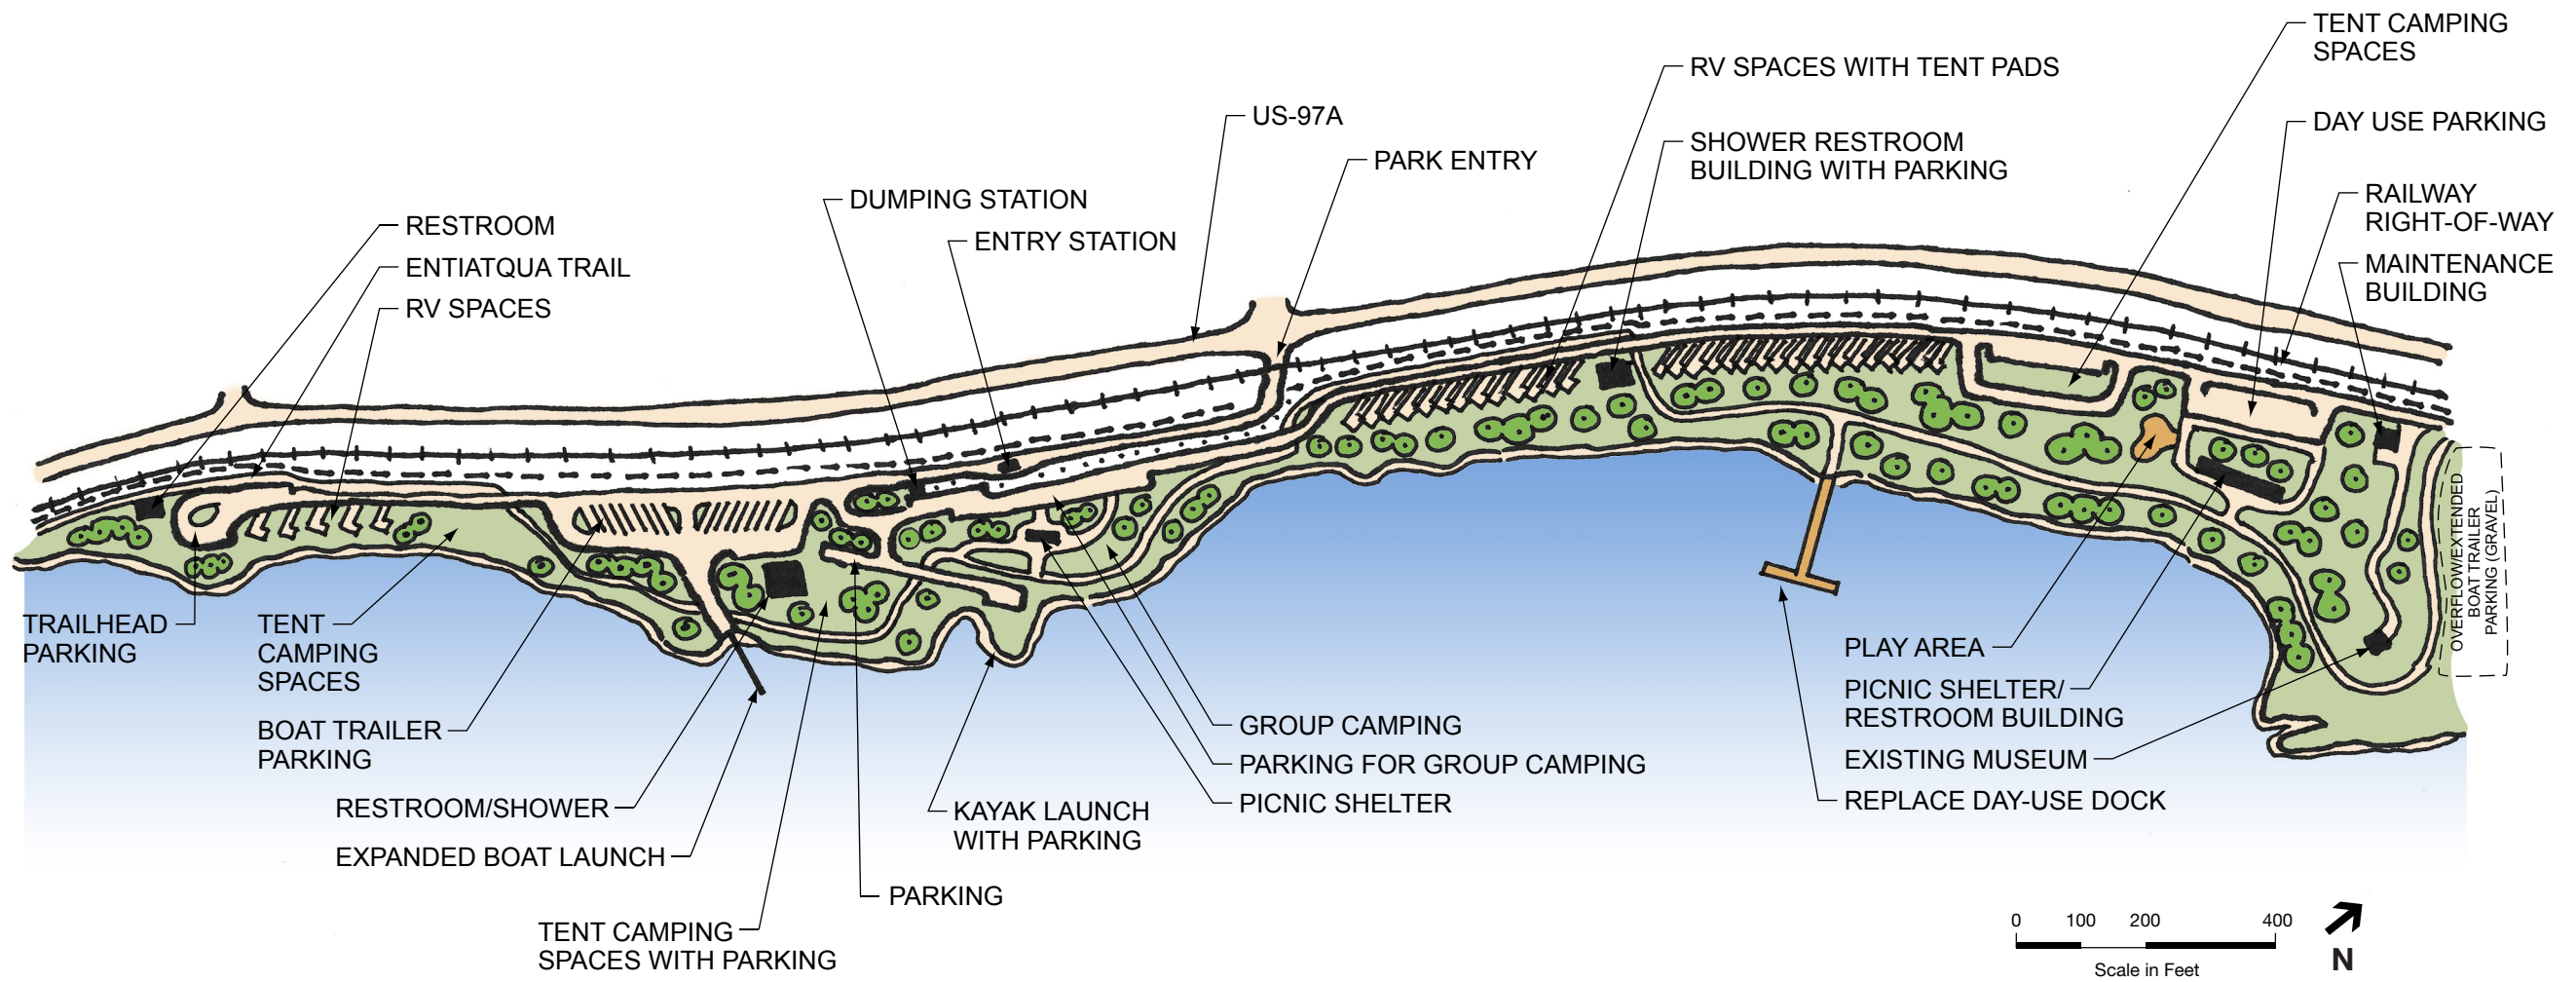 TENT CAMPING
SPACES
RV SPACES WITH TENT PADS
US-97A
DAY USE PARKING
SHOWER RESTROOM
BUILDING WITH PARKING
PARK ENTRY
DUMPING STATION
RAILWAY
RIGHT-OF-WAY
RESTROOM
ENTRY STATION
ENTIATQUA TRAIL
MAINTENANCE
BUILDING
RV SPACES
OVERFLOW/EXTENDED
BOAT TRAILER
PARKING (GRAVEL)
TRAILHEAD
PARKING
TENT
CAMPING
SPACES
BOAT TRAILER
PARKING
RESTROOM/SHOWER
EXPANDED BOAT LAUNCH
TENT CAMPING
SPACES WITH PARKING
PARKING
KAYAK LAUNCH
WITH PARKING
GROUP CAMPING
PARKING FOR GROUP CAMPING
PICNIC SHELTER
PLAY AREA
PICNIC SHELTER/
RESTROOM BUILDING
EXISTING MUSEUM
REPLACE DAY-USE DOCK
0 100 200 400
Scale in Feet
N